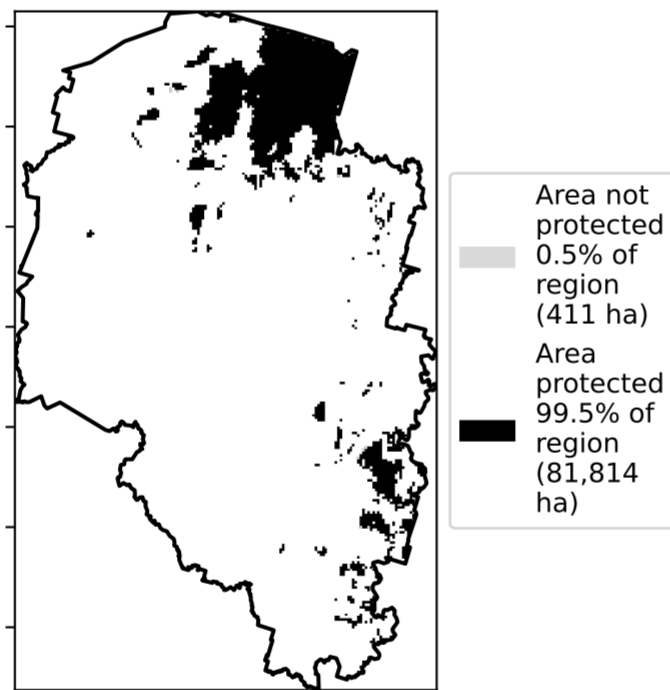 Area not
protected
0.5% of
region
(411 ha)
Area
protected
99.5% of
region
(81,814
ha)